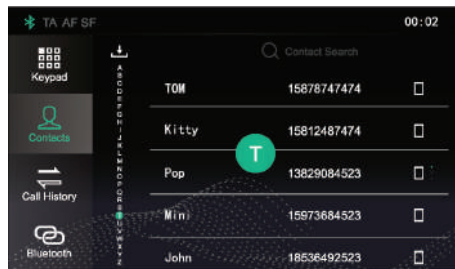 TA AF SF 00:02
Contact Search
Keypad
Contacts
Call History
Bluetooth
A
B
C
D
E
F
G
H
I
J
K
L
M
N
O
P
Q
R
S
T
U
V
W
X
Y
Z
TOM 15878747474
Kitty 15812487474
T
Pop 13829084523
Mini 15973684523
John 18536492523